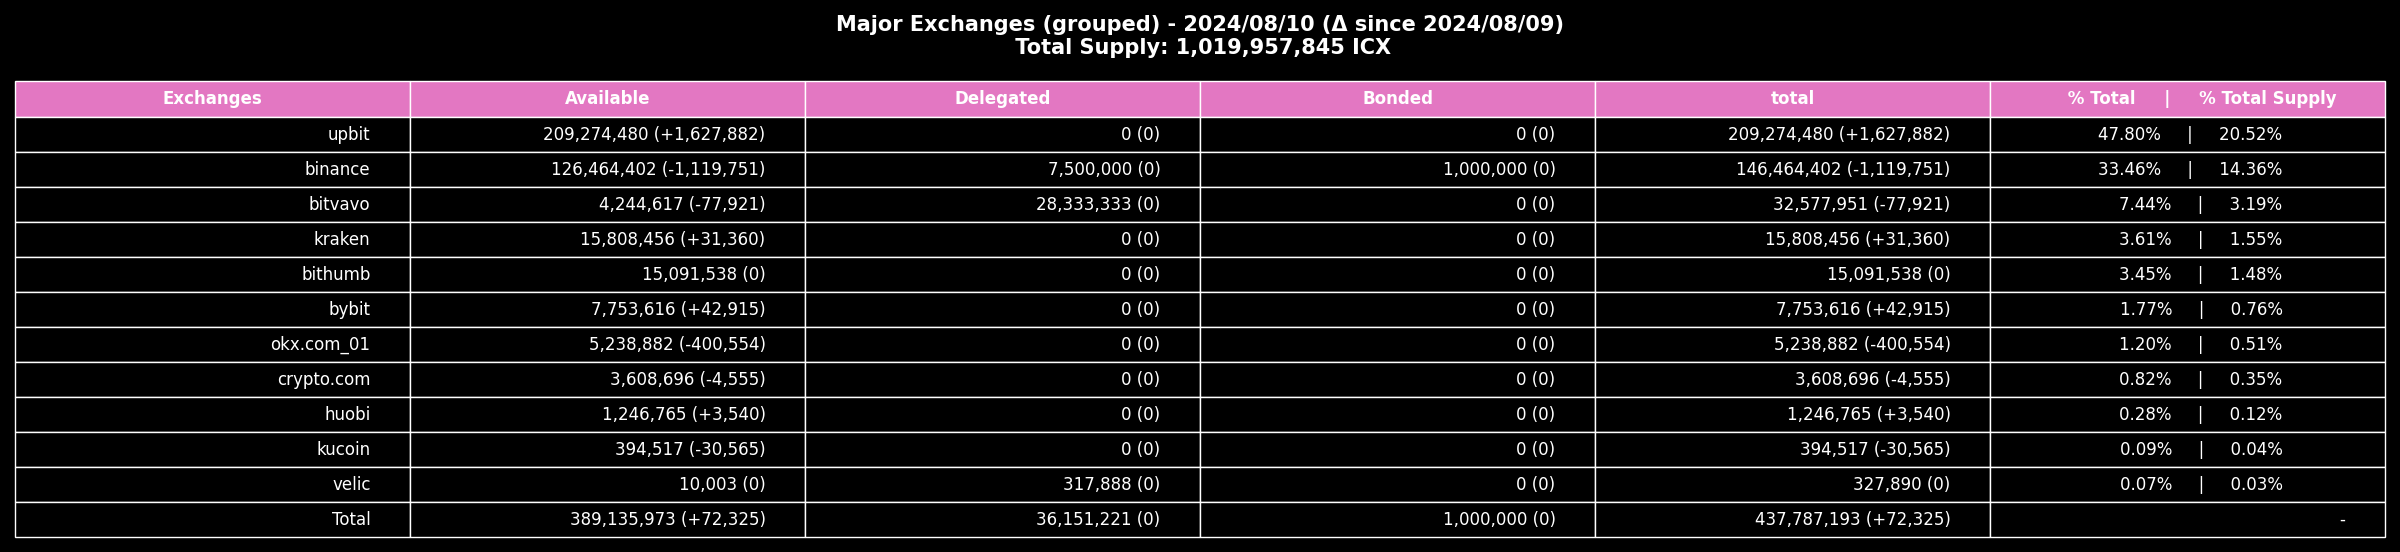 Major Exchanges (grouped) - 2024/08/10 (Δ since 2024/08/09)
Total Supply: 1,019,957,845 ICX
Exchanges Available Delegated Bonded total % Total | % Total Supply
upbit 209,274,480 (+1,627,882) 0 (0) 0 (0) 209,274,480 (+1,627,882) 47.80% | 20.52%
binance 126,464,402 (-1,119,751) 7,500,000 (0) 1,000,000 (0) 146,464,402 (-1,119,751) 33.46% | 14.36%
bitvavo 4,244,617 (-77,921) 28,333,333 (0) 0 (0) 32,577,951 (-77,921) 7.44% | 3.19%
kraken 15,808,456 (+31,360) 0 (0) 0 (0) 15,808,456 (+31,360) 3.61% | 1.55%
bithumb 15,091,538 (0) 0 (0) 0 (0) 15,091,538 (0) 3.45% | 1.48%
bybit 7,753,616 (+42,915) 0 (0) 0 (0) 7,753,616 (+42,915) 1.77% | 0.76%
okx.com_01 5,238,882 (-400,554) 0 (0) 0 (0) 5,238,882 (-400,554) 1.20% | 0.51%
crypto.com 3,608,696 (-4,555) 0 (0) 0 (0) 3,608,696 (-4,555) 0.82% | 0.35%
huobi 1,246,765 (+3,540) 0 (0) 0 (0) 1,246,765 (+3,540) 0.28% | 0.12%
kucoin 394,517 (-30,565) 0 (0) 0 (0) 394,517 (-30,565) 0.09% | 0.04%
velic 10,003 (0) 317,888 (0) 0 (0) 327,890 (0) 0.07% | 0.03%
Total 389,135,973 (+72,325) 36,151,221 (0) 1,000,000 (0) 437,787,193 (+72,325) -